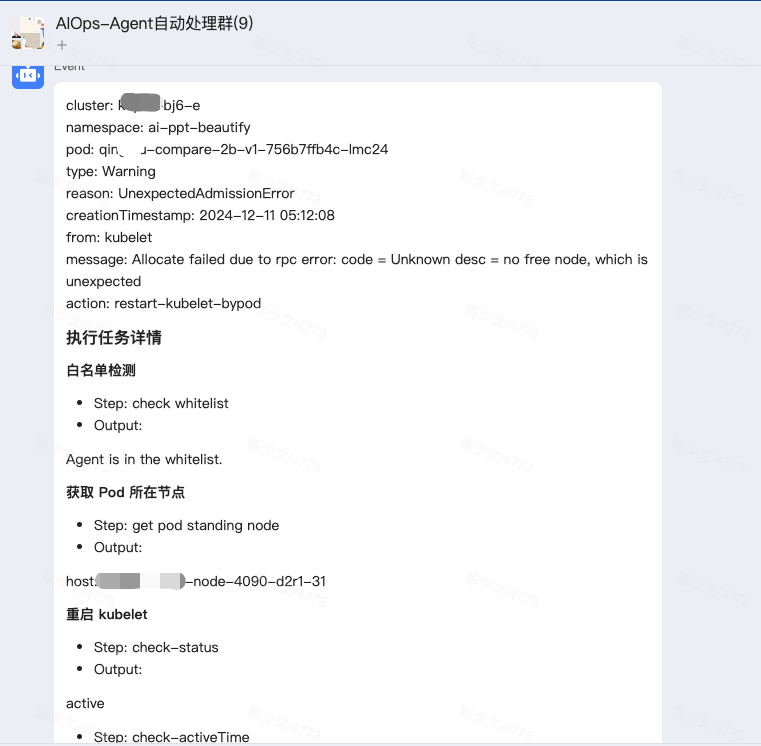 AIOps-Agent自动处理群(9)
Event
cluster: k bj6-e
namespace: ai-ppt-beautify
pod: qin u-compare-2b-v1-756b7ffb4c-lmc24
type: Warning
reason: UnexpectedAdmissionError
creationTimestamp: 2024-12-11 05:12:08
from: kubelet
message: Allocate failed due to rpc error: code = Unknown desc = no free node, which is
unexpected
action: restart-kubelet-bypod
执行任务详情
白名单检测
• Step: check whitelist
• Output:
Agent is in the whitelist.
获取 Pod 所在节点
• Step: get pod standing node
• Output:
host: -node-4090-d2r1-31
重启 kubelet
• Step: check-status
• Output:
active
• Step: check-activeTime